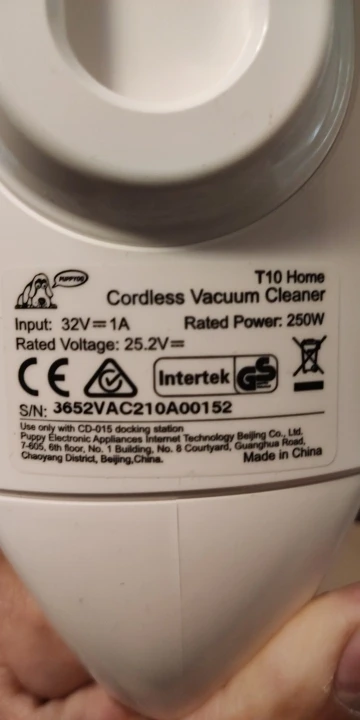 PUPPYOO
T10 Home
Cordless Vacuum Cleaner
Input: 32V⎓1A Rated Power: 250W
Rated Voltage: 25.2V⎓
CE Intertek GS
S/N: 3652VAC210A00152
Use only with CD-015 docking station
Puppy Electronic Appliances Internet Technology Beijing Co., Ltd.
7-605, 6th floor, No. 1 Building, No. 8 Courtyard, Guanghua Road,
Chaoyang District, Beijing,China. Made in China